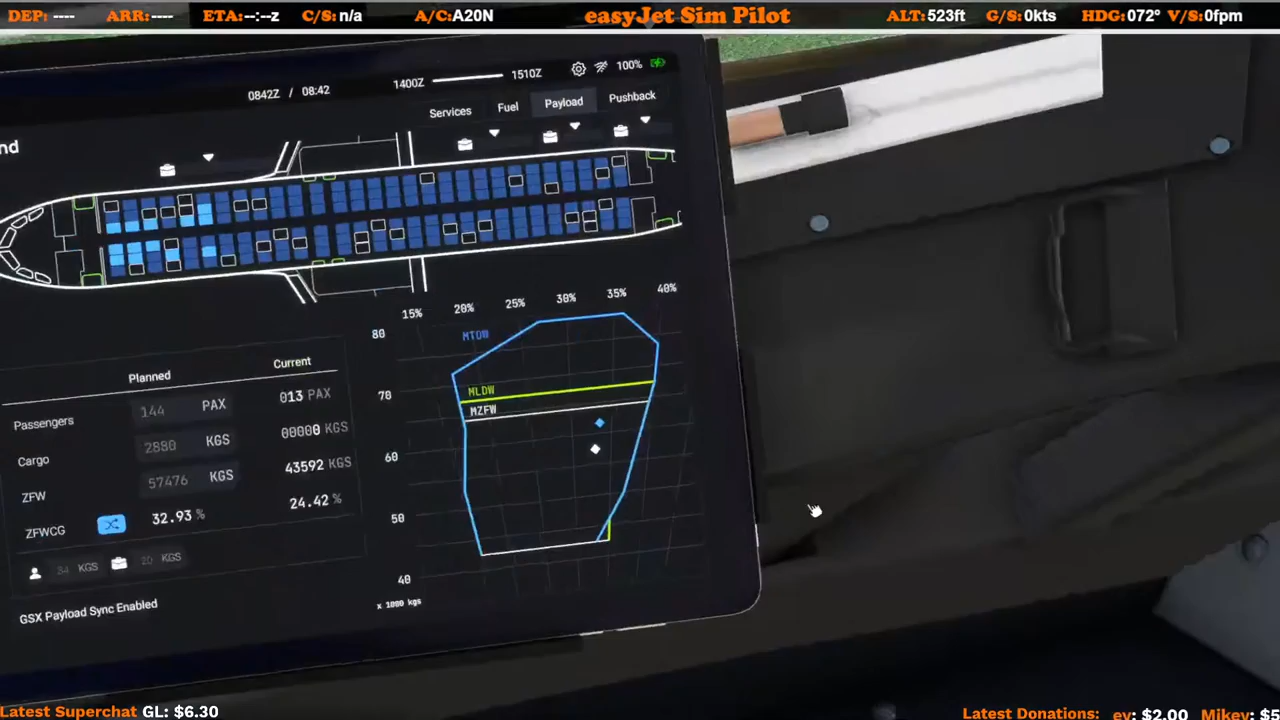 DEP: ---- ARR:---- ETA:--:--z C/S: n/a A/C:A20N easyJet Sim Pilot ALT:523ft G/S:0kts HDG:072° V/S:0fpm
0842Z / 08:42 1400Z 1510Z 100%
nd Services Fuel Payload Pushback
15% 20% 25% 30% 35% 40%
80 MTOW
Planned Current
MLDW
70
Passengers 144 PAX 013 PAX
MZFW
Cargo 2880 KGS 00000 KGS
60
ZFW 57476 KGS 43592 KGS
ZFWCG 32.93 % 24.42 %
50
KGS 20 KGS
40
x 1000 kgs
GSX Payload Sync Enabled
Latest Superchat GL: $6.30 Latest Donations: ev: $2.00 Mikey: $5